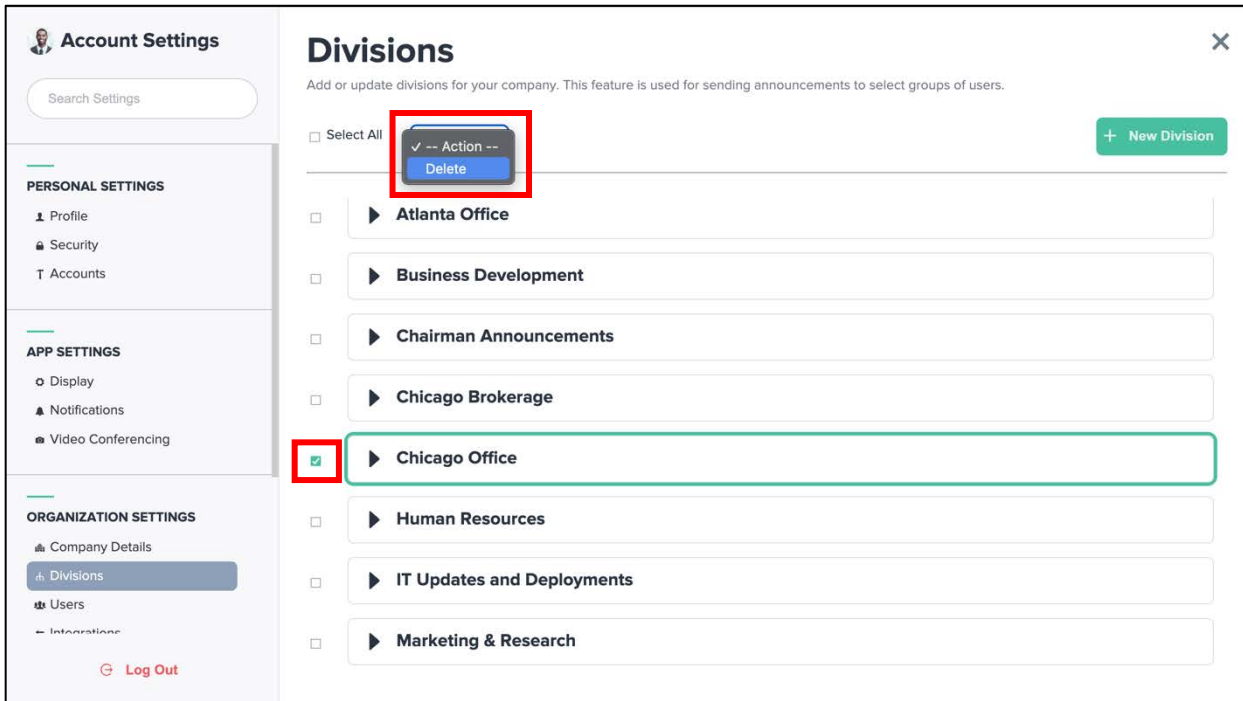 Account Settings
Search Settings
PERSONAL SETTINGS
Profile
Security
Accounts
APP SETTINGS
Display
Notifications
Video Conferencing
ORGANIZATION SETTINGS
Company Details
Divisions
Users
Integrations
Log Out
Divisions
Add or update divisions for your company. This feature is used for sending announcements to select groups of users.
Select All
✓ -- Action --
Delete
+ New Division
Atlanta Office
Business Development
Chairman Announcements
Chicago Brokerage
Chicago Office
Human Resources
IT Updates and Deployments
Marketing & Research